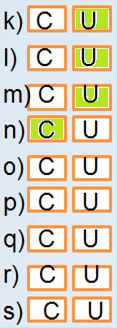 k) C U
l) C U
m) C U
n) C U
o) C U
p) C U
q) C U
r) C U
s) C U